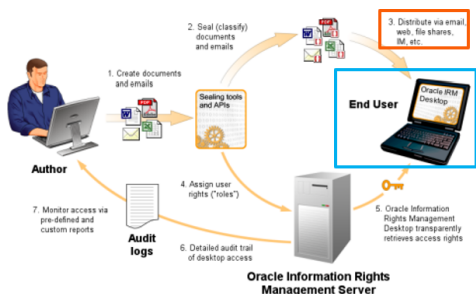 2. Seal (classify)
documents
and emails
3. Distribute via email,
web, file shares,
IM, etc.
1. Create documents
and emails
PDF
W
X
Sealing tools
and APIs
End User
Oracle IRM
Desktop
Author
4. Assign user
rights ("roles")
7. Monitor access via
pre-defined and
custom reports
Audit
logs
5. Oracle Information
Rights Management
Desktop transparently
retrieves access rights
6. Detailed audit trail
of desktop access
Oracle Information Rights
Management Server